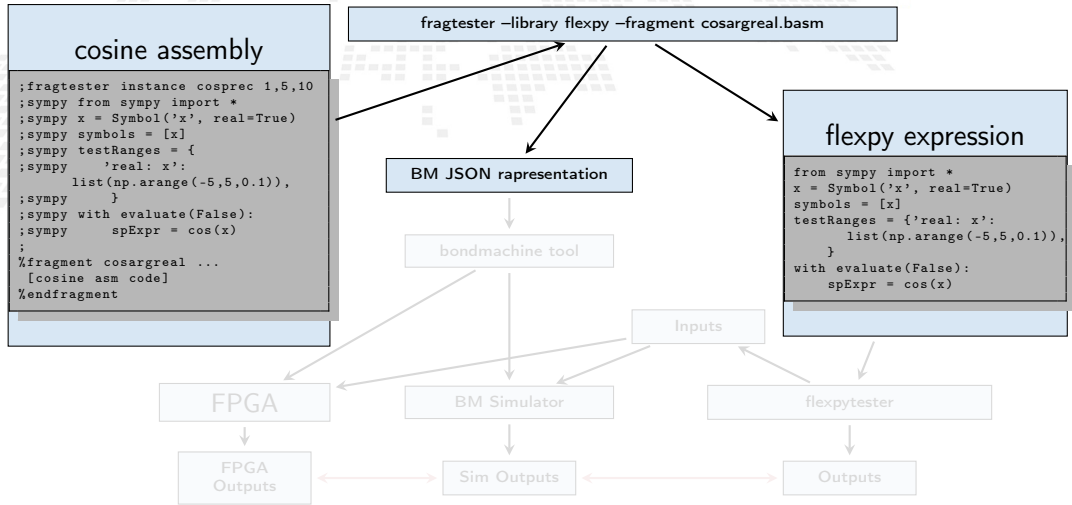 fragtester –library flexpy –fragment cosargreal.basm
cosine assembly
;fragtester instance cosprec 1,5,10
;sympy from sympy import *
;sympy x = Symbol('x', real=True)
;sympy symbols = [x]
;sympy testRanges = {
;sympy    'real: x':
      list(np.arange(-5,5,0.1)),
;sympy     }
;sympy with evaluate(False):
;sympy     spExpr = cos(x)
;
%fragment cosargreal ...
 [cosine asm code]
%endfragment
flexpy expression
from sympy import *
x = Symbol('x', real=True)
symbols = [x]
testRanges = {'real: x':
      list(np.arange(-5,5,0.1)),
    }
with evaluate(False):
    spExpr = cos(x)
BM JSON rapresentation
bondmachine tool
Inputs
FPGA
BM Simulator
flexpytester
FPGA
Outputs
Sim Outputs
Outputs